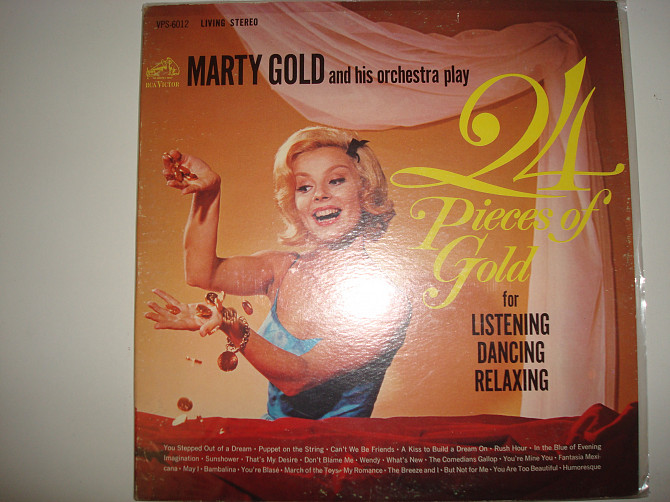 VPS-6012 LIVING STEREO
RCA VICTOR
MARTY GOLD and his orchestra play
24
Pieces of
Gold
for
LISTENING
DANCING
RELAXING
You Stepped Out of a Dream • Puppet on the String • Can't We Be Friends • A Kiss to Build a Dream On • Rush Hour • In the Blue of Evening
Imagination • Sunshower • That's My Desire • Don't Blame Me • Wendy • What's New • The Comedians Gallop • You're Mine You • Fantasia Mexi-
cana • May I • Bambalina • You're Blasé • March of the Toys • My Romance • The Breeze and I • But Not for Me • You Are Too Beautiful • Humoresque